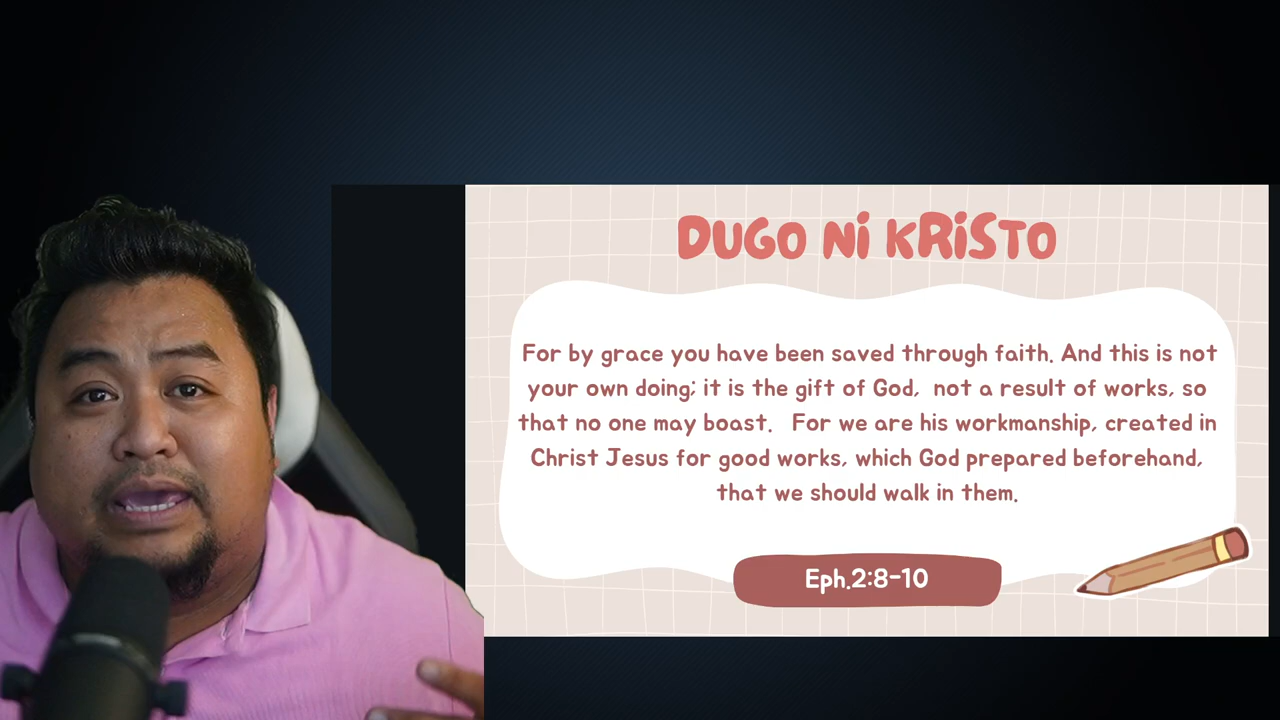 DUGO Ni KRiSTO
For by grace you have been saved through faith. And this is not
your own doing; it is the gift of God,  not a result of works, so
that no one may boast.   For we are his workmanship, created in
Christ Jesus for good works, which God prepared beforehand,
that we should walk in them.
Eph.2:8-10